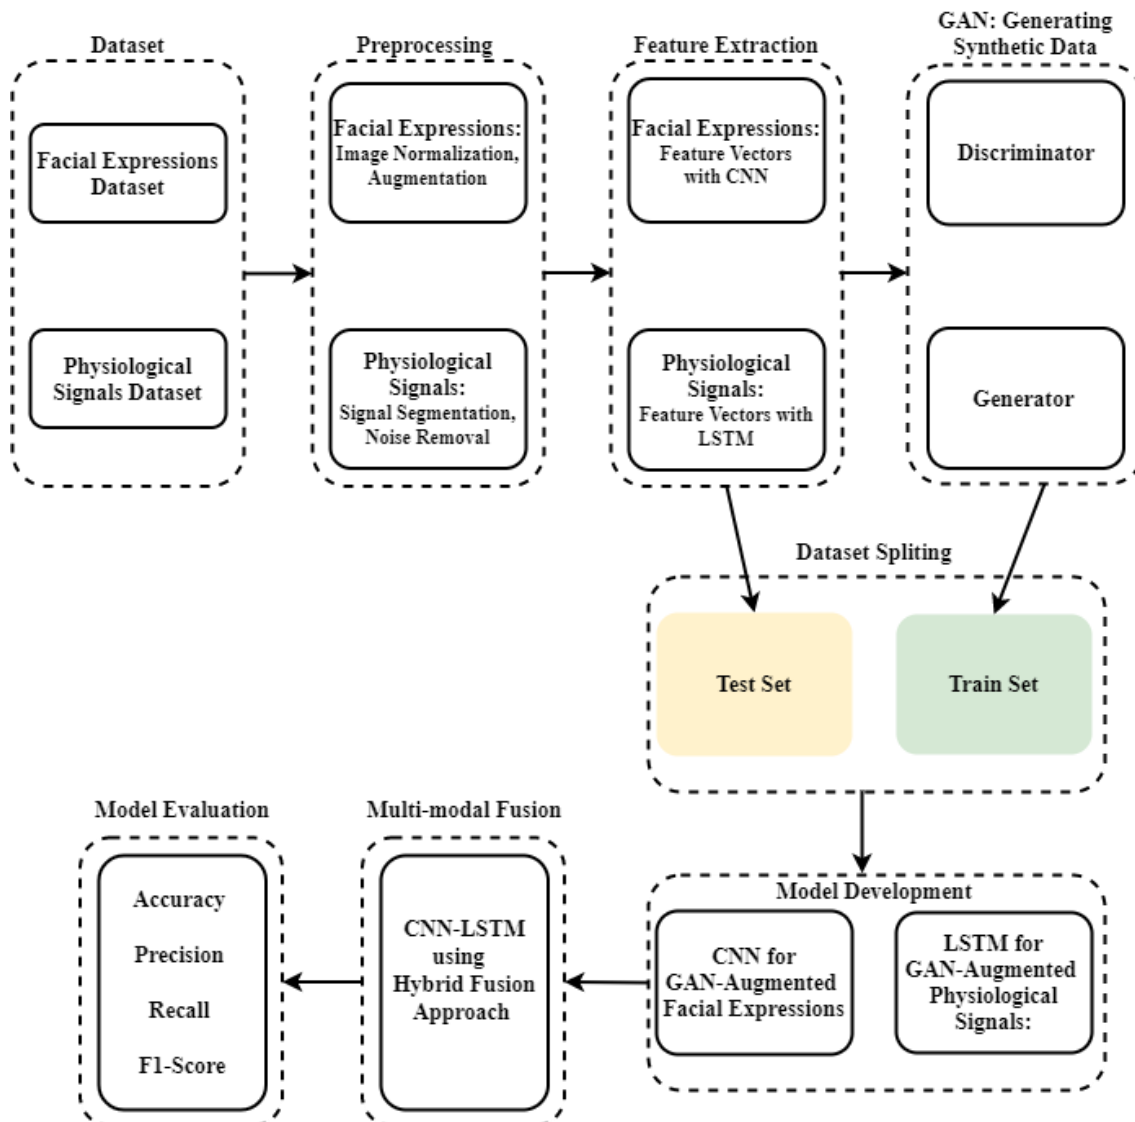 Dataset
Facial Expressions
Dataset
Physiological
Signals Dataset
Preprocessing
Facial Expressions:
Image Normalization,
Augmentation
Physiological
Signals:
Signal Segmentation,
Noise Removal
Feature Extraction
Facial Expressions:
Feature Vectors
with CNN
Physiological
Signals:
Feature Vectors with
LSTM
GAN: Generating
Synthetic Data
Discriminator
Generator
Dataset Spliting
Test Set
Train Set
Model Development
CNN for
GAN-Augmented
Facial Expressions
LSTM for
GAN-Augmented
Physiological
Signals:
Multi-modal Fusion
CNN-LSTM
using
Hybrid Fusion
Approach
Model Evaluation
Accuracy
Precision
Recall
F1-Score